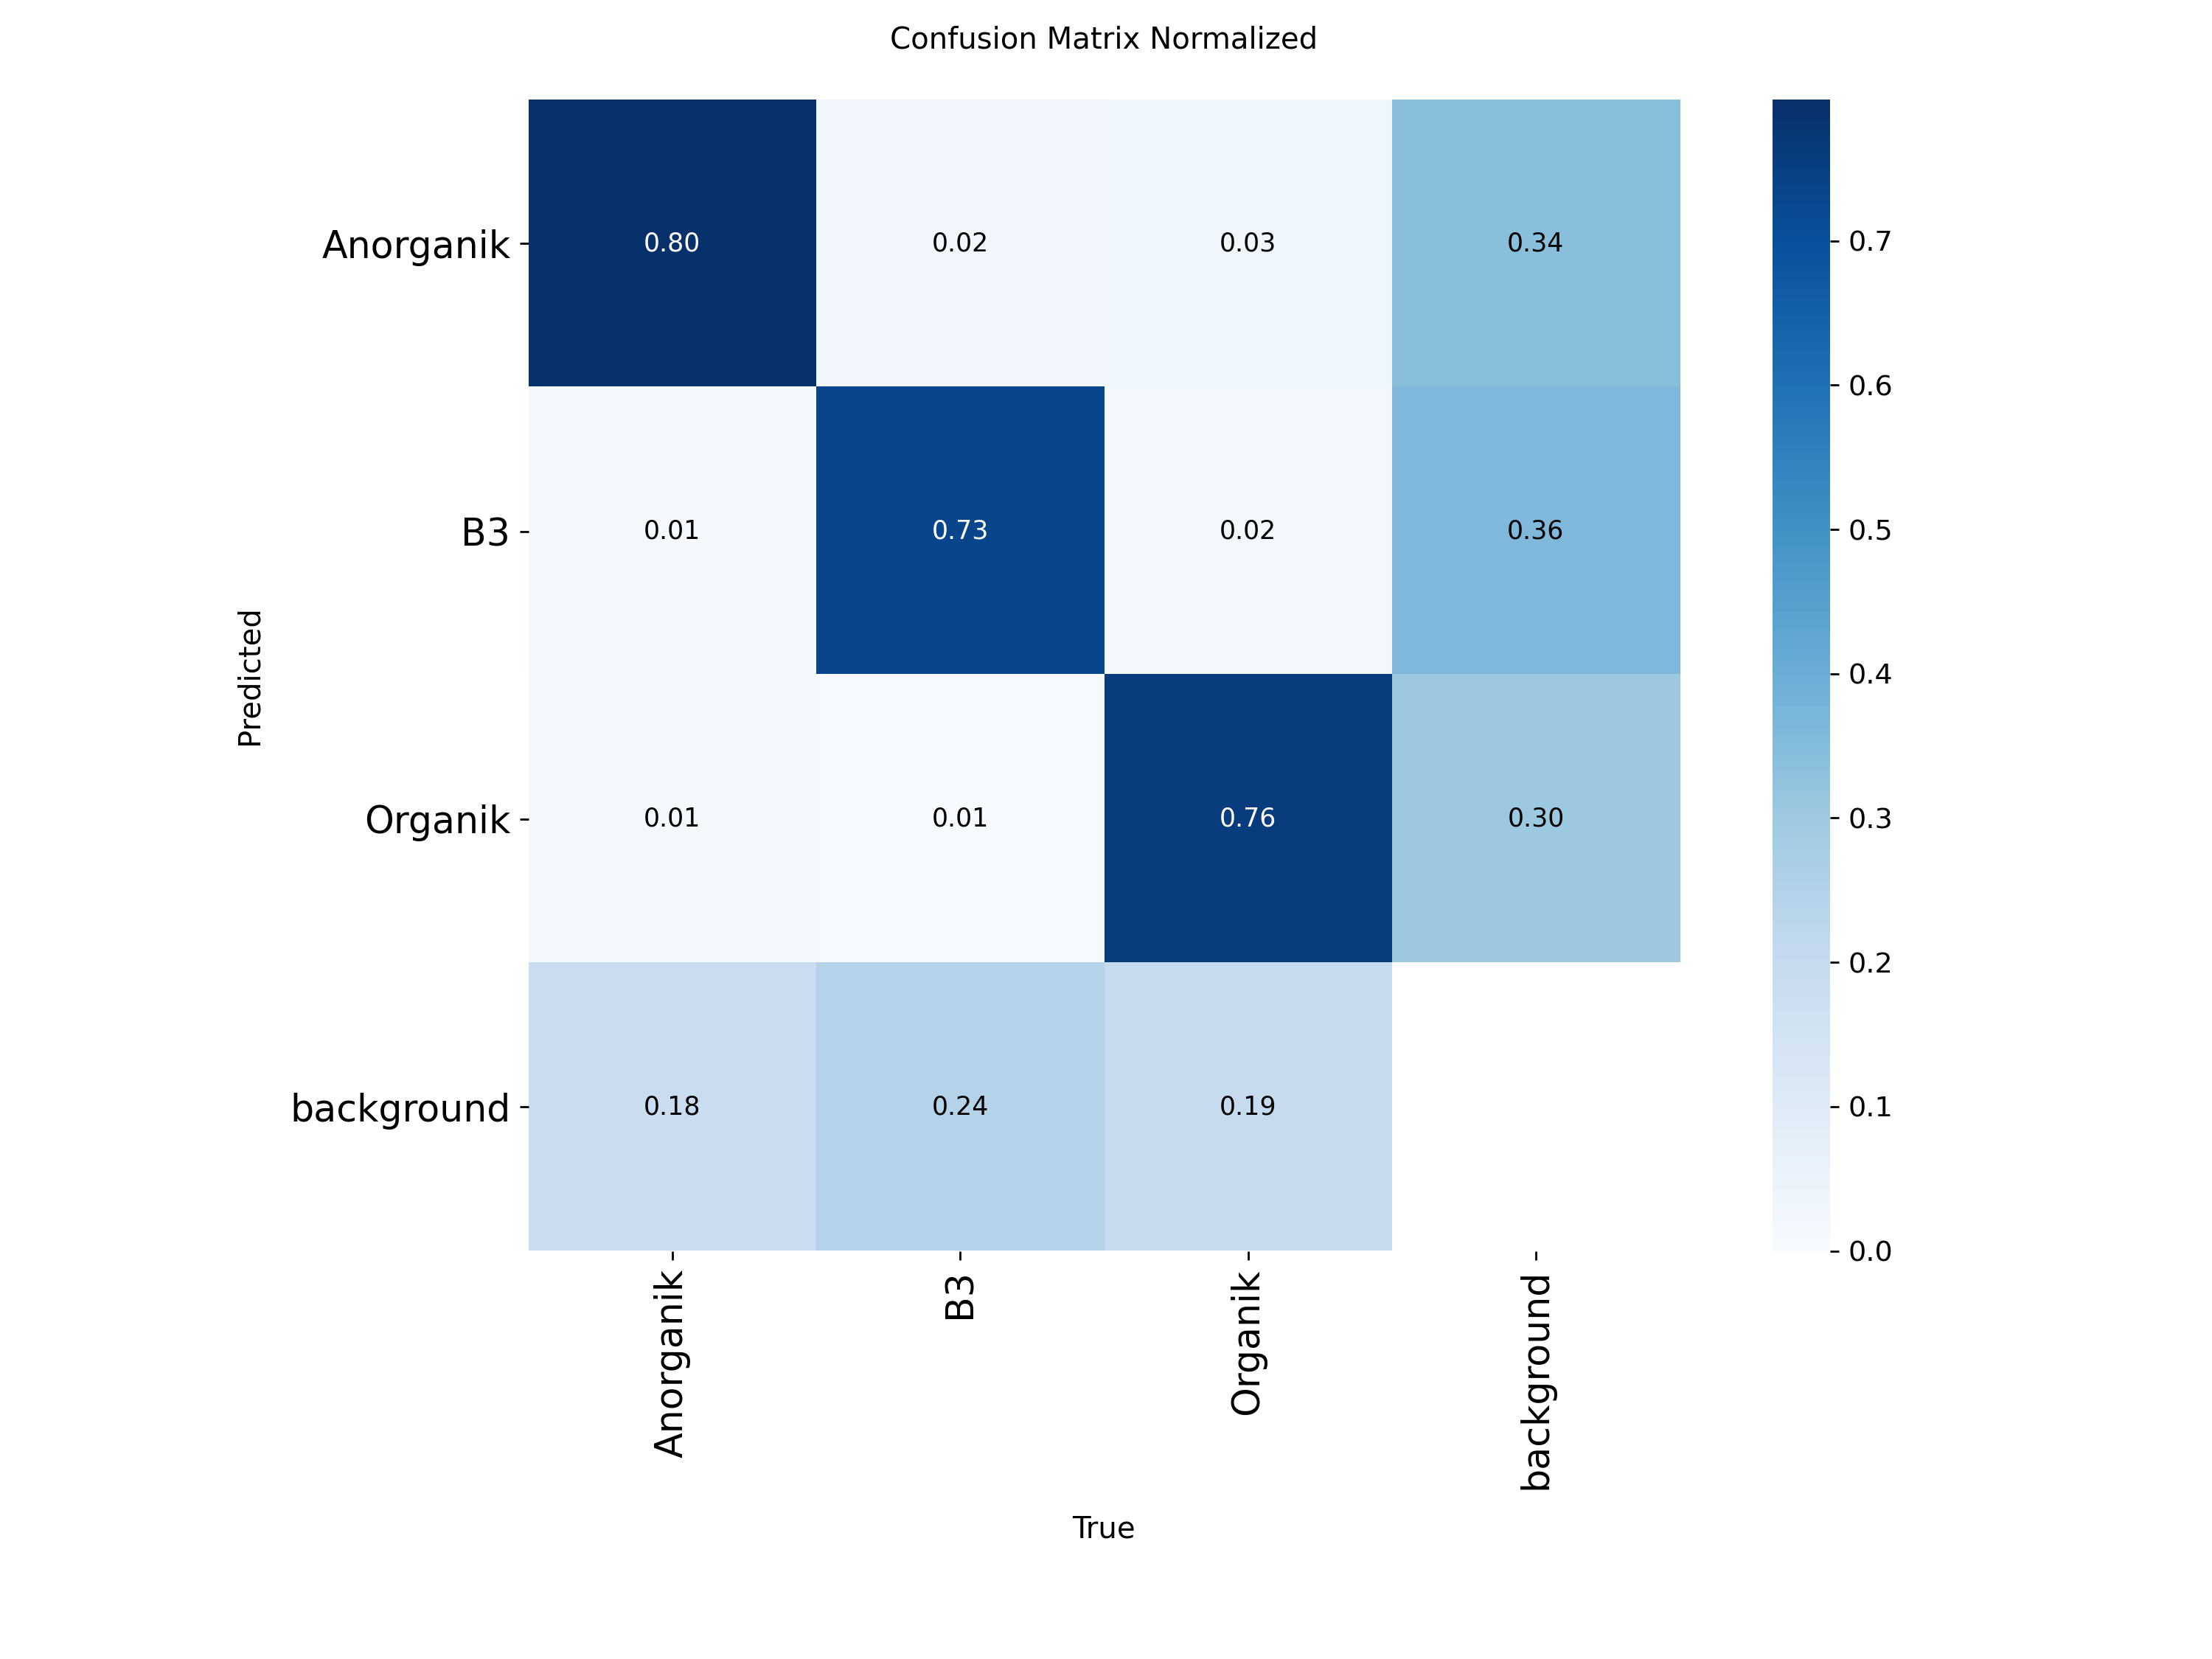 Confusion Matrix Normalized
Anorganik
0.80
0.02
0.03
0.34
B3
0.01
0.73
0.02
0.36
Organik
0.01
0.01
0.76
0.30
background
0.18
0.24
0.19
Anorganik
B3
Organik
background
Predicted
True
0.7
0.6
0.5
0.4
0.3
0.2
0.1
0.0